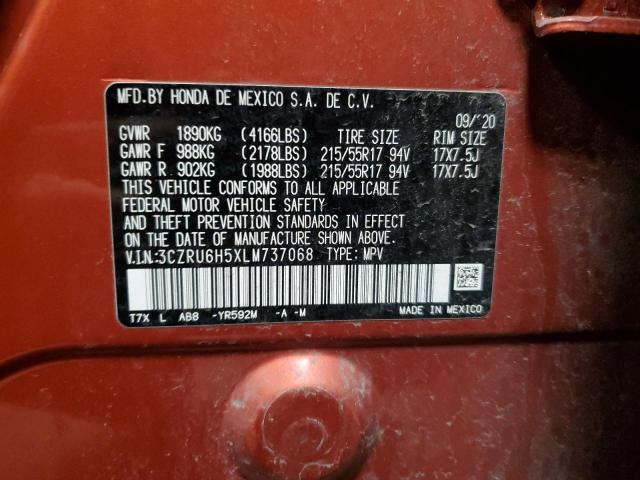 MFD.BY HONDA DE MEXICO S.A. DE C.V.
09/20
GVWR 1890KG (4166LBS) TIRE SIZE RIM SIZE
GAWR F 988KG (2178LBS) 215/55R17 94V 17X7.5J
GAWR R 902KG (1988LBS) 215/55R17 94V 17X7.5J
THIS VEHICLE CONFORMS TO ALL APPLICABLE
FEDERAL MOTOR VEHICLE SAFETY
AND THEFT PREVENTION STANDARDS IN EFFECT
ON THE DATE OF MANUFACTURE SHOWN ABOVE.
V.I.N.:3CZRU6H5XLM737068 TYPE: MPV
T7X L AB8 -YR592M -A -M
MADE IN MEXICO